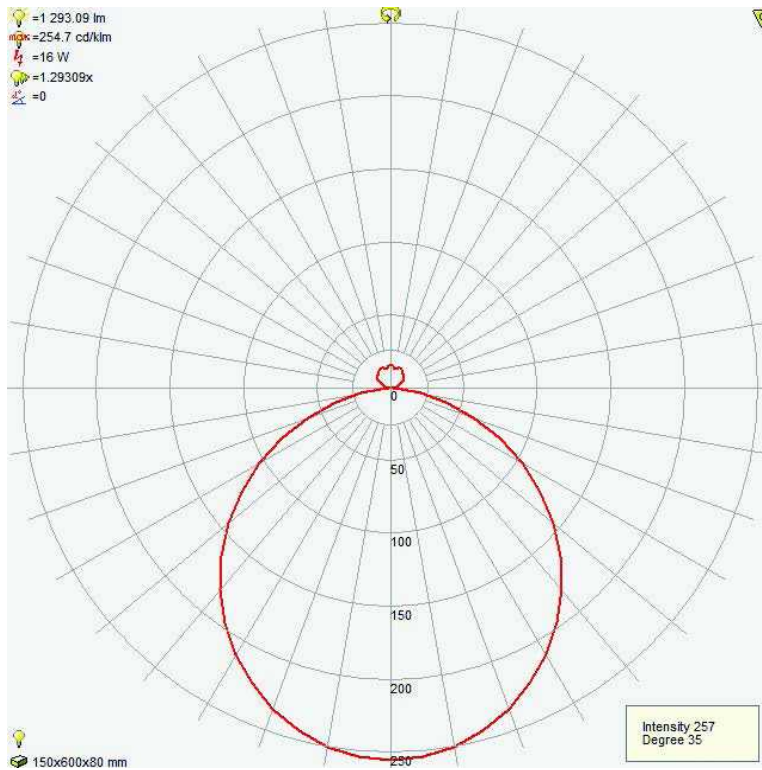 =1 293.09 lm
max =254.7 cd/klm
=16 W
=1.29309x
=0
0
50
100
150
200
250
Intensity 257
Degree 35
150x600x80 mm